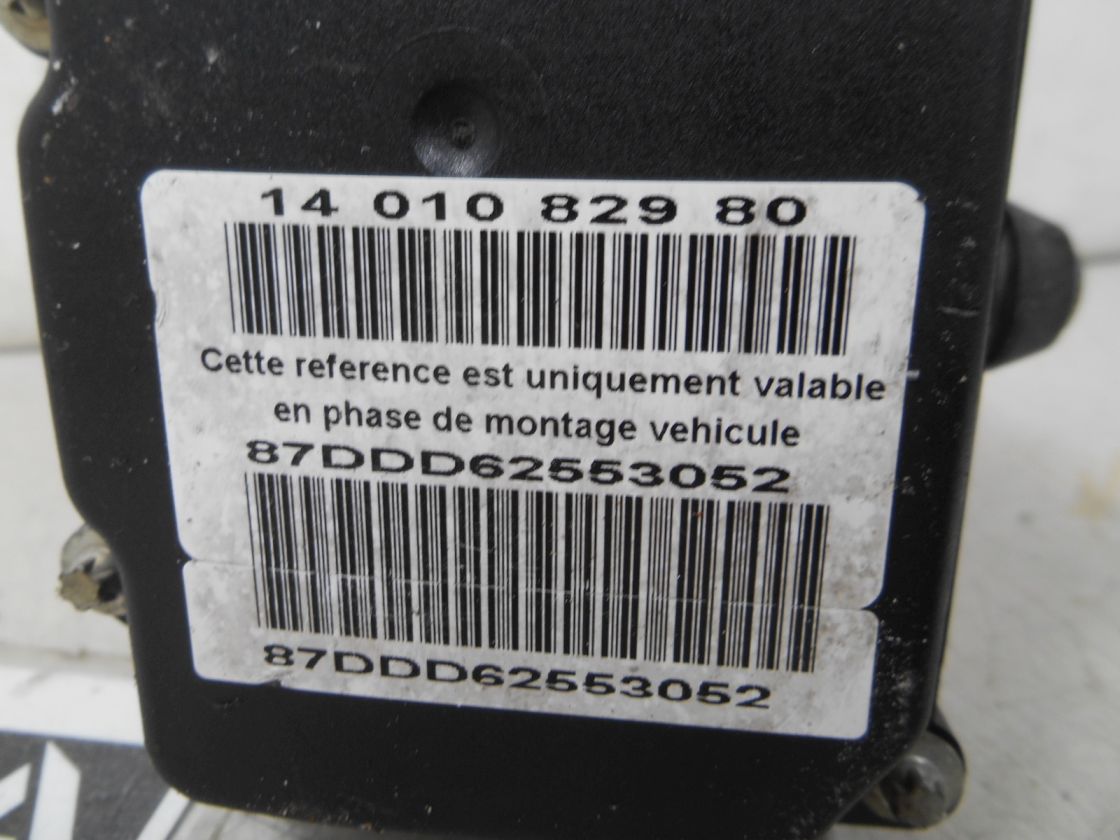 14 010 829 80
Cette reference est uniquement valable
en phase de montage vehicule
87DDD62553052
87DDD62553052